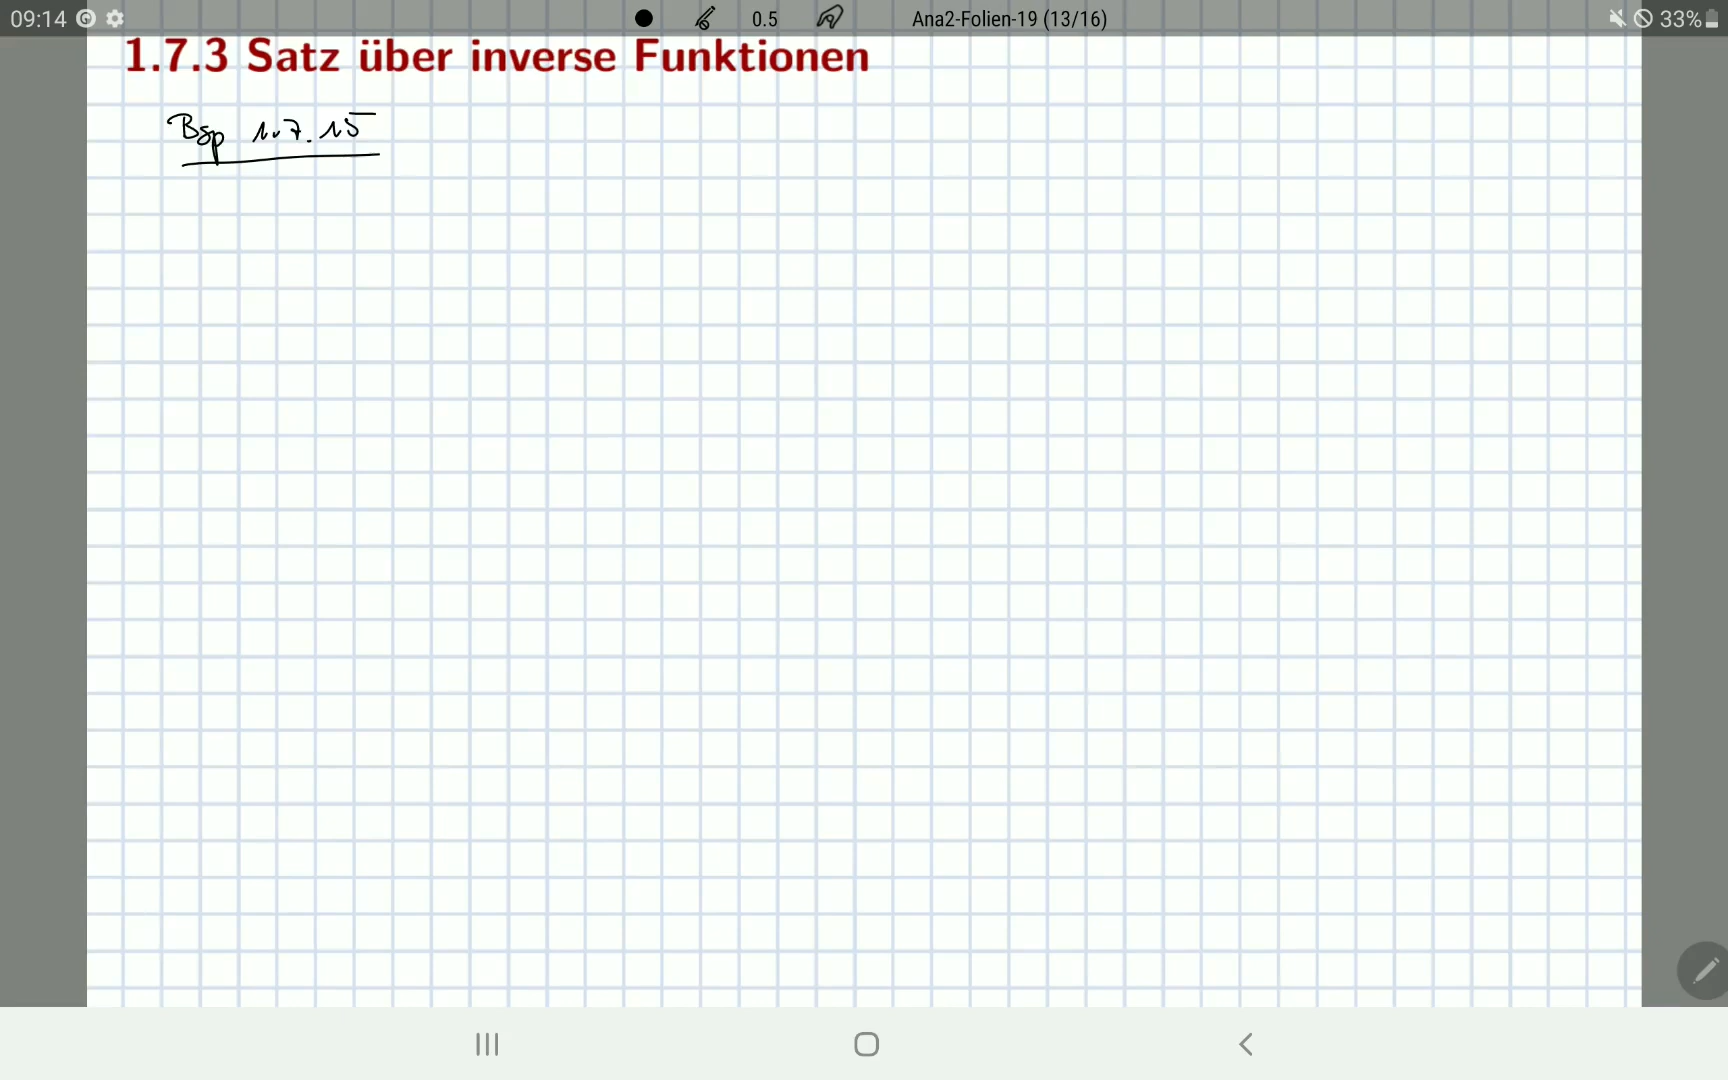 09:14 0.5 Ana2-Folien-19 (13/16) 33%
1.7.3 Satz über inverse Funktionen
Bsp 1.7.15